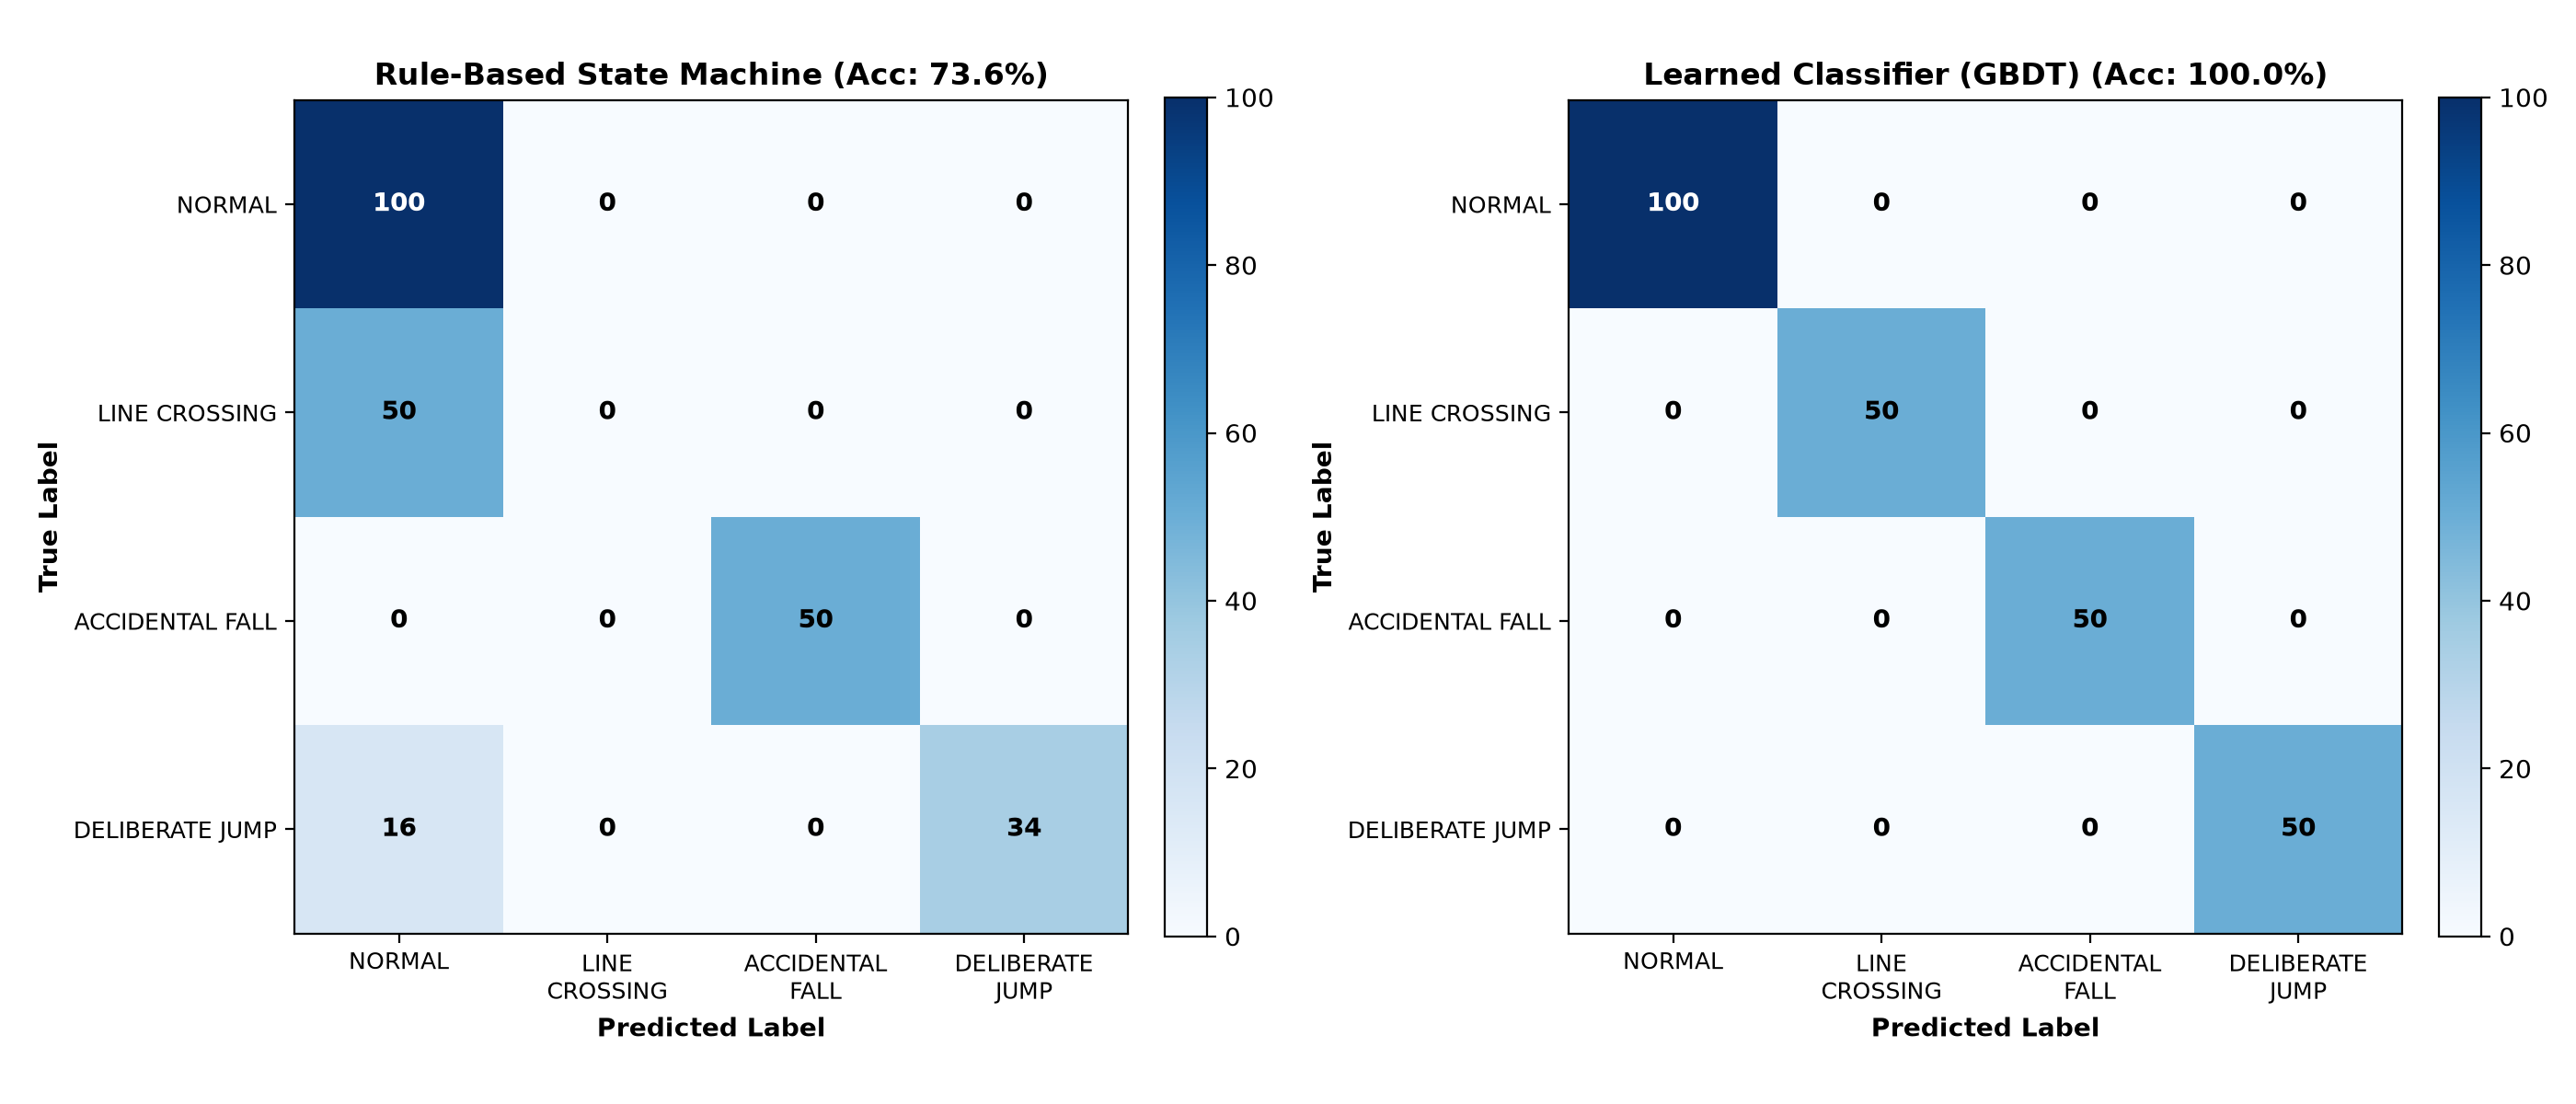 Rule-Based State Machine (Acc: 73.6%)
True Label
NORMAL
LINE CROSSING
ACCIDENTAL FALL
DELIBERATE JUMP
100 0 0 0
50 0 0 0
0 0 50 0
16 0 0 34
NORMAL
LINE
CROSSING
ACCIDENTAL
FALL
DELIBERATE
JUMP
Predicted Label
100
80
60
40
20
0
Learned Classifier (GBDT) (Acc: 100.0%)
True Label
NORMAL
LINE CROSSING
ACCIDENTAL FALL
DELIBERATE JUMP
100 0 0 0
0 50 0 0
0 0 50 0
0 0 0 50
NORMAL
LINE
CROSSING
ACCIDENTAL
FALL
DELIBERATE
JUMP
Predicted Label
100
80
60
40
20
0